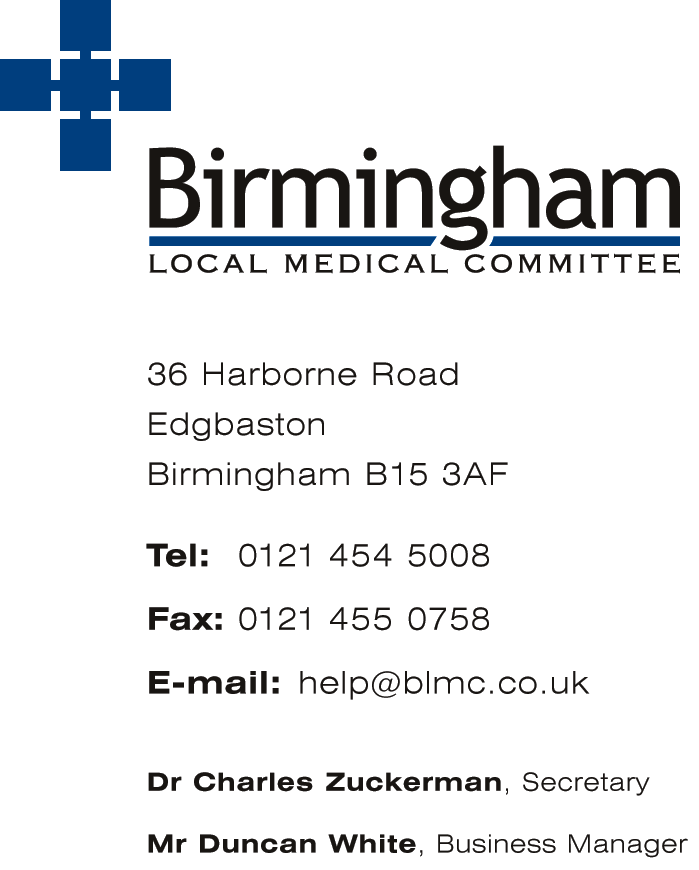 Birmingham
LOCAL MEDICAL COMMITTEE
36 Harborne Road
Edgbaston
Birmingham B15 3AF
Tel: 0121 454 5008
Fax: 0121 455 0758
E-mail: help@blmc.co.uk
Dr Charles Zuckerman, Secretary
Mr Duncan White, Business Manager